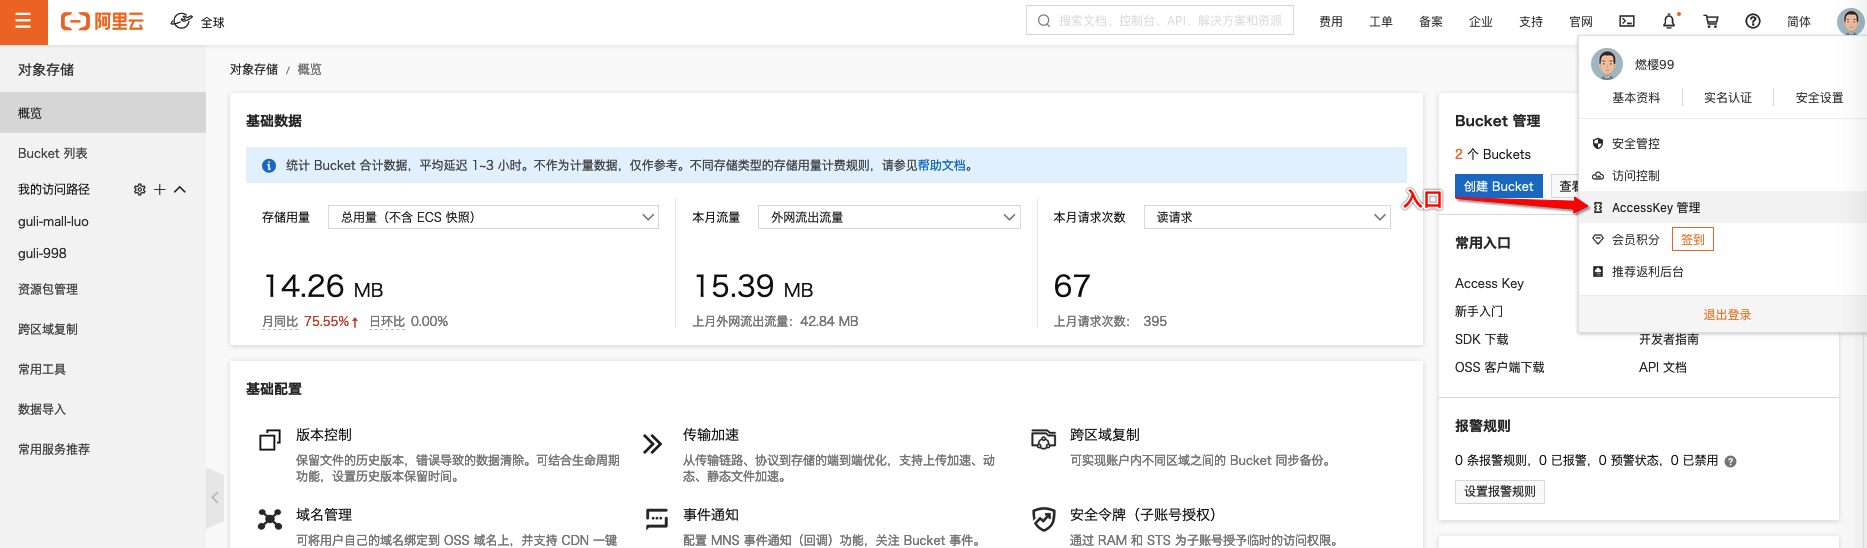 阿里云 全球 搜索文档、控制台、API、解决方案和资源 费用 工单 备案 企业 支持 官网 简体
对象存储
概览
Bucket 列表
我的访问路径
guli-mall-luo
guli-998
资源包管理
跨区域复制
常用工具
数据导入
常用服务推荐
对象存储 / 概览
基础数据
统计 Bucket 合计数据，平均延迟 1~3 小时。不作为计量数据，仅作参考。不同存储类型的存储用量计费规则，请参见帮助文档。
存储用量 总用量（不含 ECS 快照） 本月流量 外网流出流量 本月请求次数 读请求
14.26 MB 15.39 MB 67
月同比 75.55%↑ 日环比 0.00% 上月外网流出流量：42.84 MB 上月请求次数： 395
基础配置
版本控制
保留文件的历史版本，错误导致的数据清除。可结合生命周期
功能，设置历史版本保留时间。
传输加速
从传输链路、协议到存储的端到端优化，支持上传加速、动
态、静态文件加速。
跨区域复制
可实现账户内不同区域之间的 Bucket 同步备份。
域名管理
可将用户自己的域名绑定到 OSS 域名上，并支持 CDN 一键
事件通知
配置 MNS 事件通知（回调）功能，关注 Bucket 事件。
安全令牌（子账号授权）
通过 RAM 和 STS 为子账号授予临时的访问权限。
Bucket 管理
2 个 Buckets
创建 Bucket 查看
入口
常用入口
Access Key
新手入门
SDK 下载 开发者指南
OSS 客户端下载 API 文档
报警规则
0 条报警规则，0 已报警，0 预警状态，0 已禁用
设置报警规则
燃樱99
基本资料 实名认证 安全设置
安全管控
访问控制
AccessKey 管理
会员积分 签到
推荐返利后台
退出登录